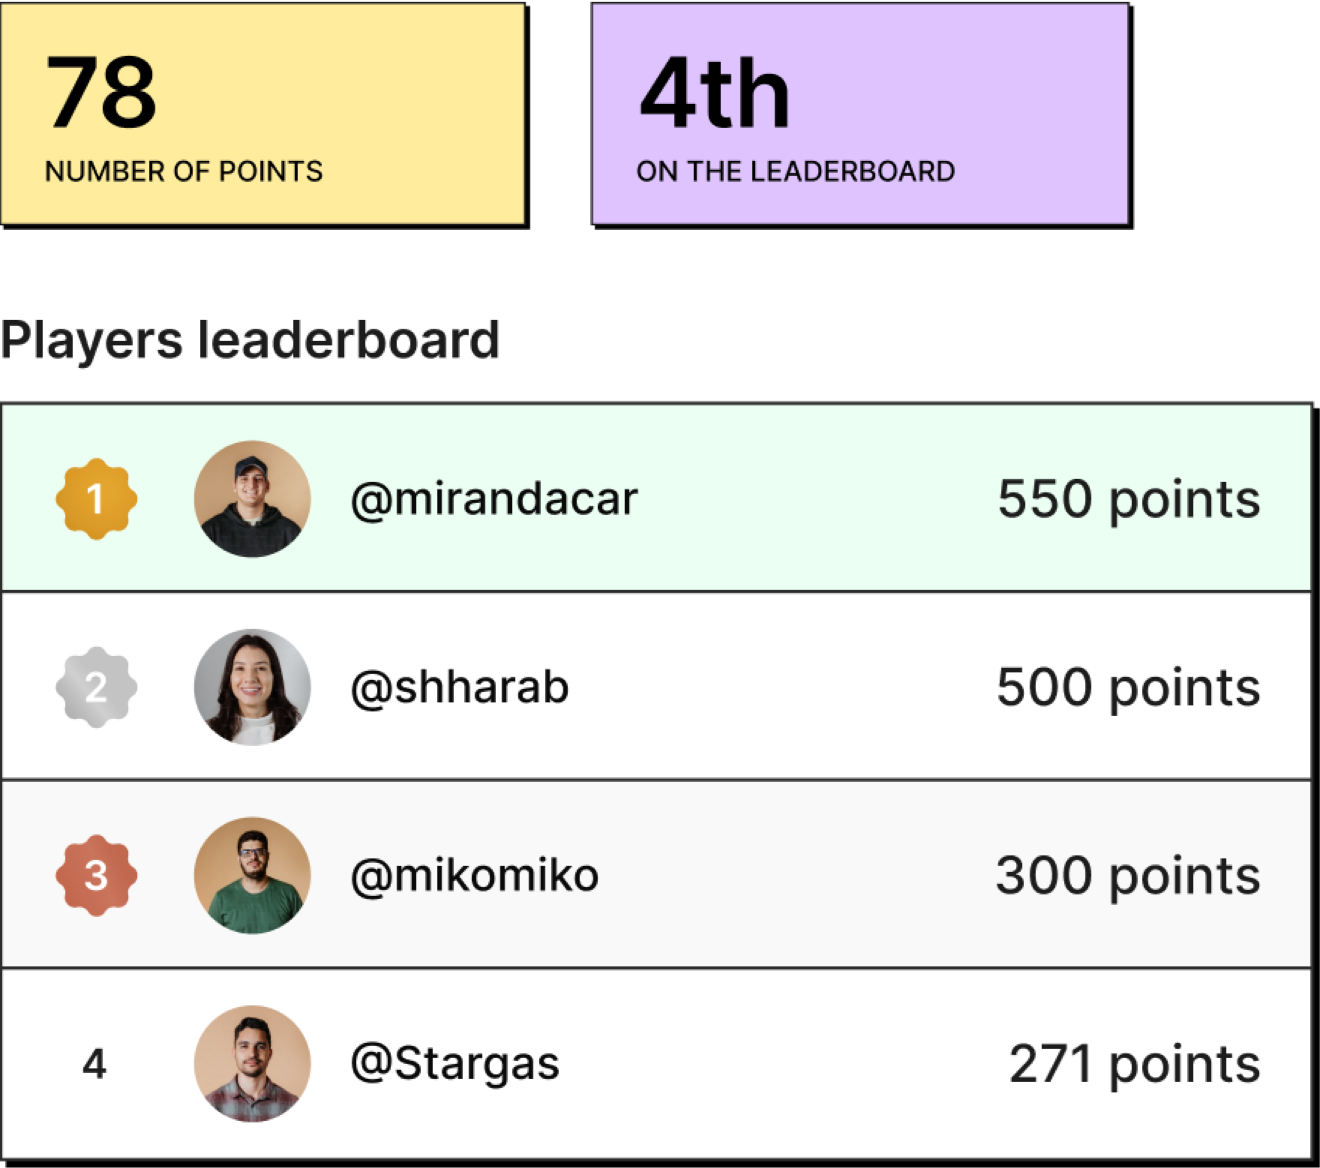 78
NUMBER OF POINTS
4th
ON THE LEADERBOARD
Players leaderboard
1 @mirandacar 550 points
2 @shharab 500 points
3 @mikomiko 300 points
4 @Stargas 271 points